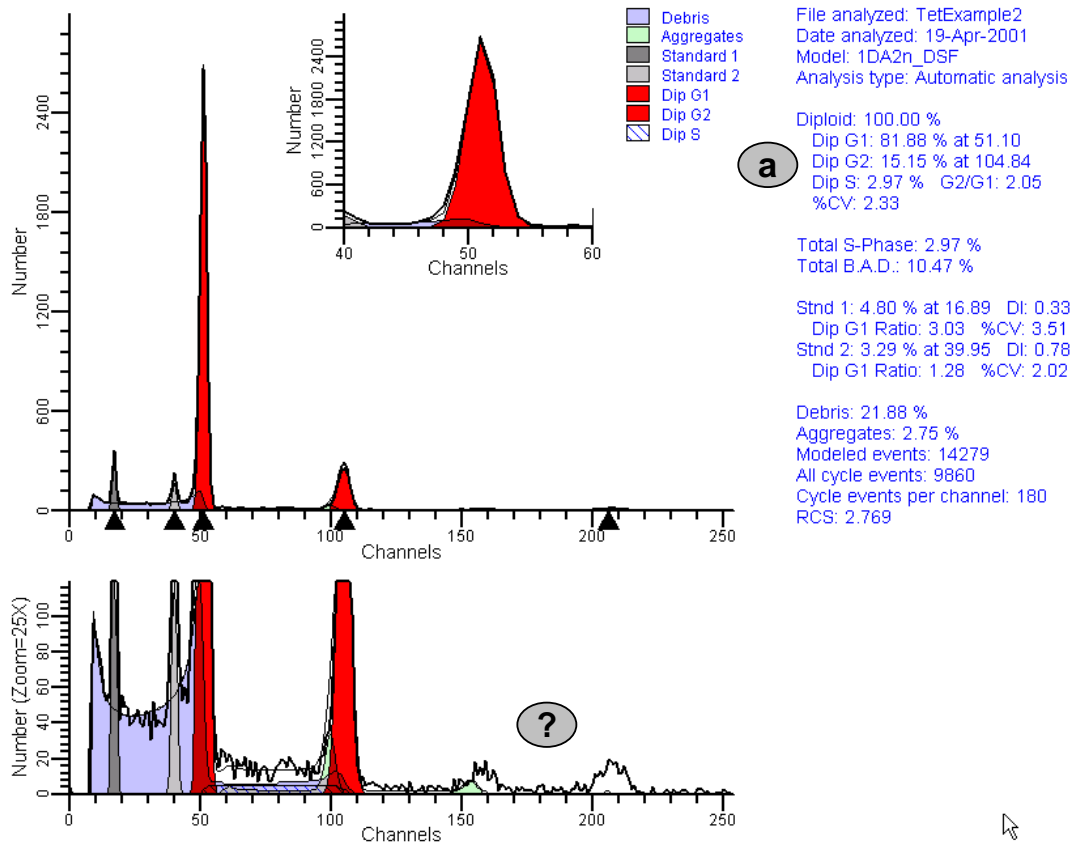 Number
2400
1800
1200
600
0
0
50
100
150
200
250
Channels
Number
2400
1800
1200
600
0
40
50
60
Channels
Debris
Aggregates
Standard 1
Standard 2
Dip G1
Dip G2
Dip S
a
File analyzed: TetExample2
Date analyzed: 19-Apr-2001
Model: 1DA2n_DSF
Analysis type: Automatic analysis
Diploid: 100.00 %
Dip G1: 81.88 % at 51.10
Dip G2: 15.15 % at 104.84
Dip S: 2.97 % G2/G1: 2.05
%CV: 2.33
Total S-Phase: 2.97 %
Total B.A.D.: 10.47 %
Stnd 1: 4.80 % at 16.89 DI: 0.33
Dip G1 Ratio: 3.03 %CV: 3.51
Stnd 2: 3.29 % at 39.95 DI: 0.78
Dip G1 Ratio: 1.28 %CV: 2.02
Debris: 21.88 %
Aggregates: 2.75 %
Modeled events: 14279
All cycle events: 9860
Cycle events per channel: 180
RCS: 2.769
Number (Zoom=25X)
100
80
60
40
20
0
?
0
50
100
150
200
250
Channels